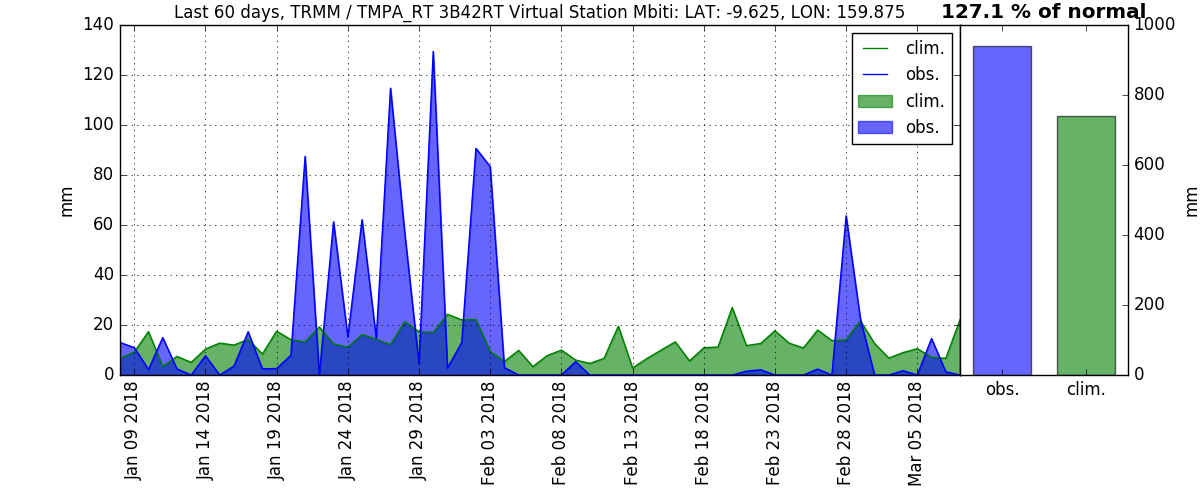 Last 60 days, TRMM / TMPA_RT 3B42RT Virtual Station Mbiti: LAT: -9.625, LON: 159.875
127.1 % of normal
140
120
100
80
60
40
20
0
mm
clim.
obs.
clim.
obs.
Jan 09 2018
Jan 14 2018
Jan 19 2018
Jan 24 2018
Jan 29 2018
Feb 03 2018
Feb 08 2018
Feb 13 2018
Feb 18 2018
Feb 23 2018
Feb 28 2018
Mar 05 2018
1000
800
600
400
200
0
mm
obs.
clim.